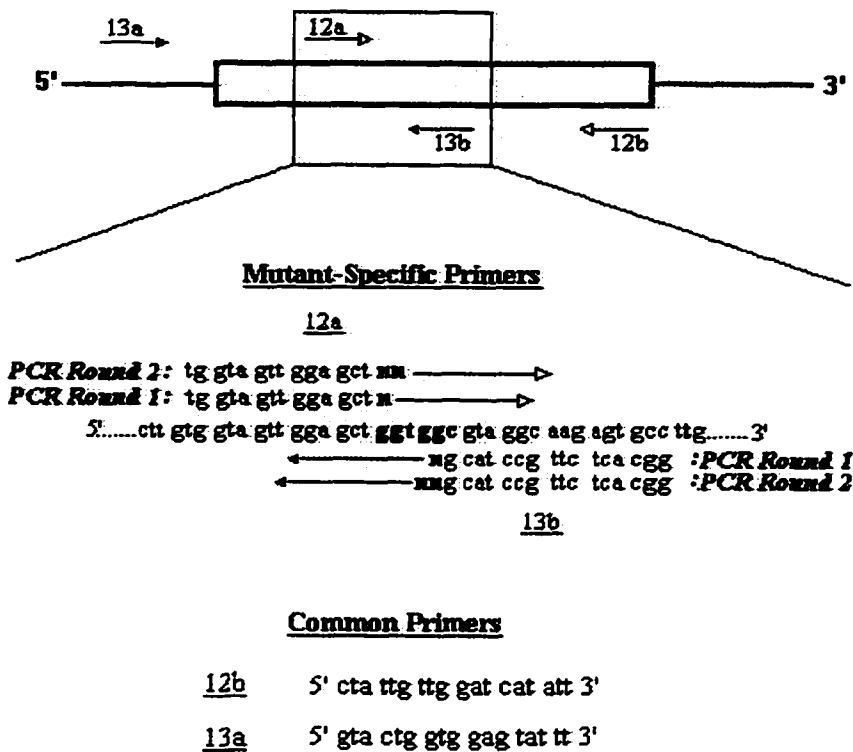 13a 12a
5' 3'
13b 12b
Mutant-Specific Primers
12a
PCR Round 2: tg gta gtt gga gct nn
PCR Round 1: tg gta gtt gga gct n
5'.......ctt gtg gta gtt gga gct ggt ggc gta ggc aag agt gcc ttg.......3'
ng cat ccg ttc tca cgg :PCR Round 1
nng cat ccg ttc tca cgg :PCR Round 2
13b
Common Primers
12b 5' cta ttg ttg gat cat att 3'
13a 5' gta ctg gtg gag tat tt 3'